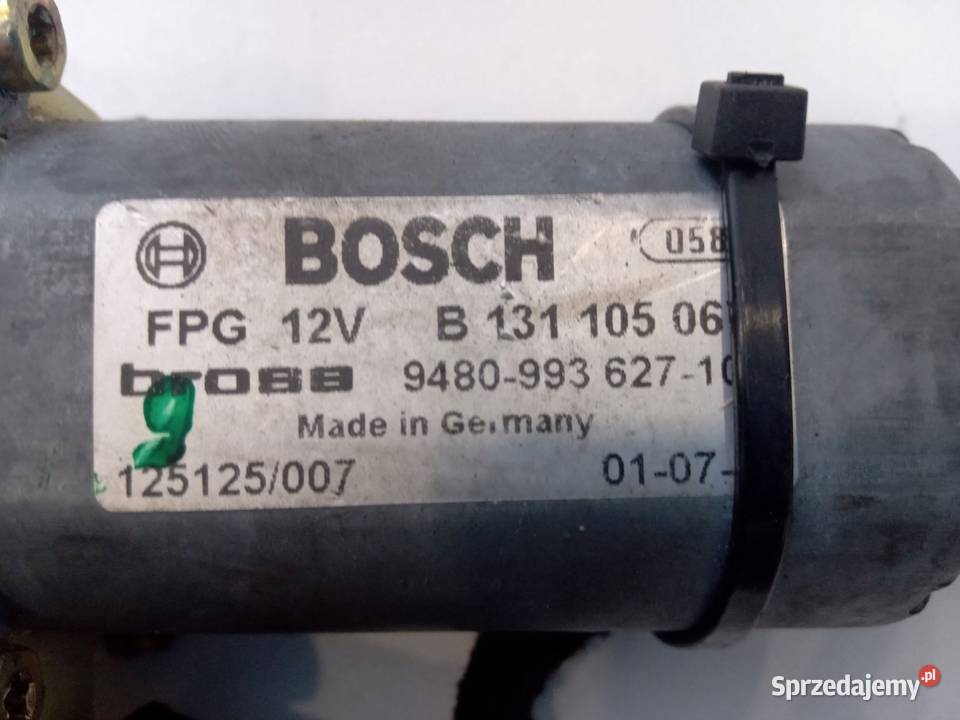 BOSCH 058
FPG 12V B 131 105 06
brose 9480-993 627-10
Made in Germany
125125/007 01-07-
9
Sprzedajemy.pl